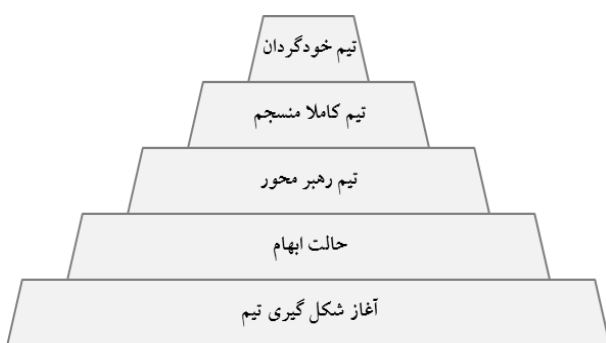 تیم خودگردان
تیم کاملا منسجم
تیم رهبر محور
حالت ابهام
آغاز شکل گیری تیم